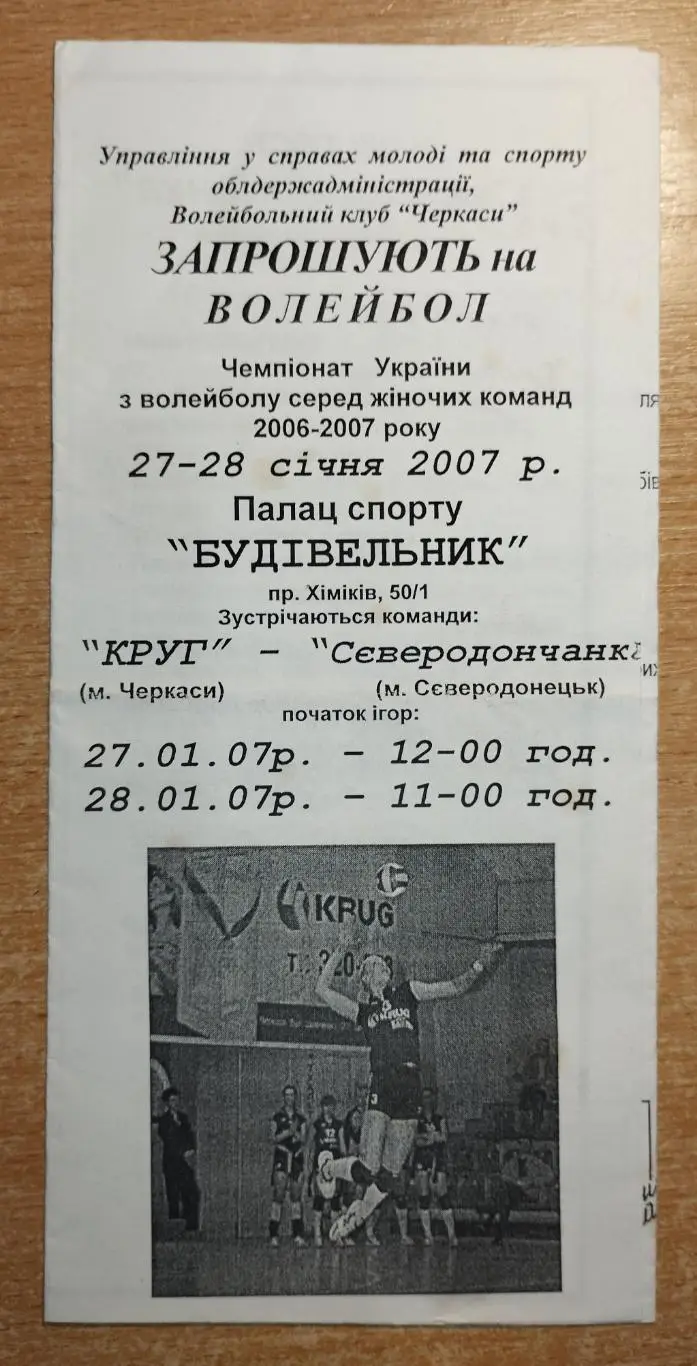 Управління у справах молоді та спорту
облдержадміністрації,
Волейбольний клуб "Черкаси"
ЗАПРОШУЮТЬ на
ВОЛЕЙБОЛ
Чемпіонат України
з волейболу серед жіночих команд
2006-2007 року
27-28 січня 2007 р.
Палац спорту
"БУДІВЕЛЬНИК"
пр. Хіміків, 50/1
Зустрічаються команди:
"КРУГ" - "Сєверодончанка
(м. Черкаси) (м. Сєверодонецьк)
початок ігор:
27.01.07р. - 12-00 год.
28.01.07р. - 11-00 год.
KRUG
3